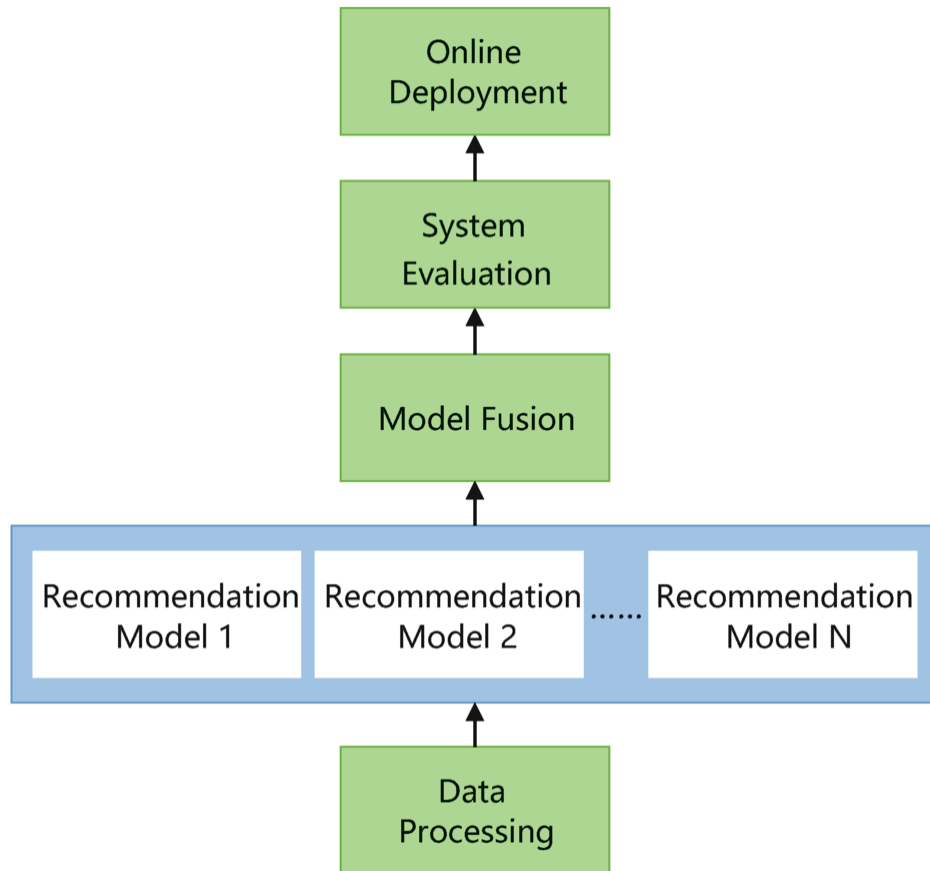 Online
Deployment
System
Evaluation
Model Fusion
Recommendation
Model 1
Recommendation
Model 2
......
Recommendation
Model N
Data
Processing